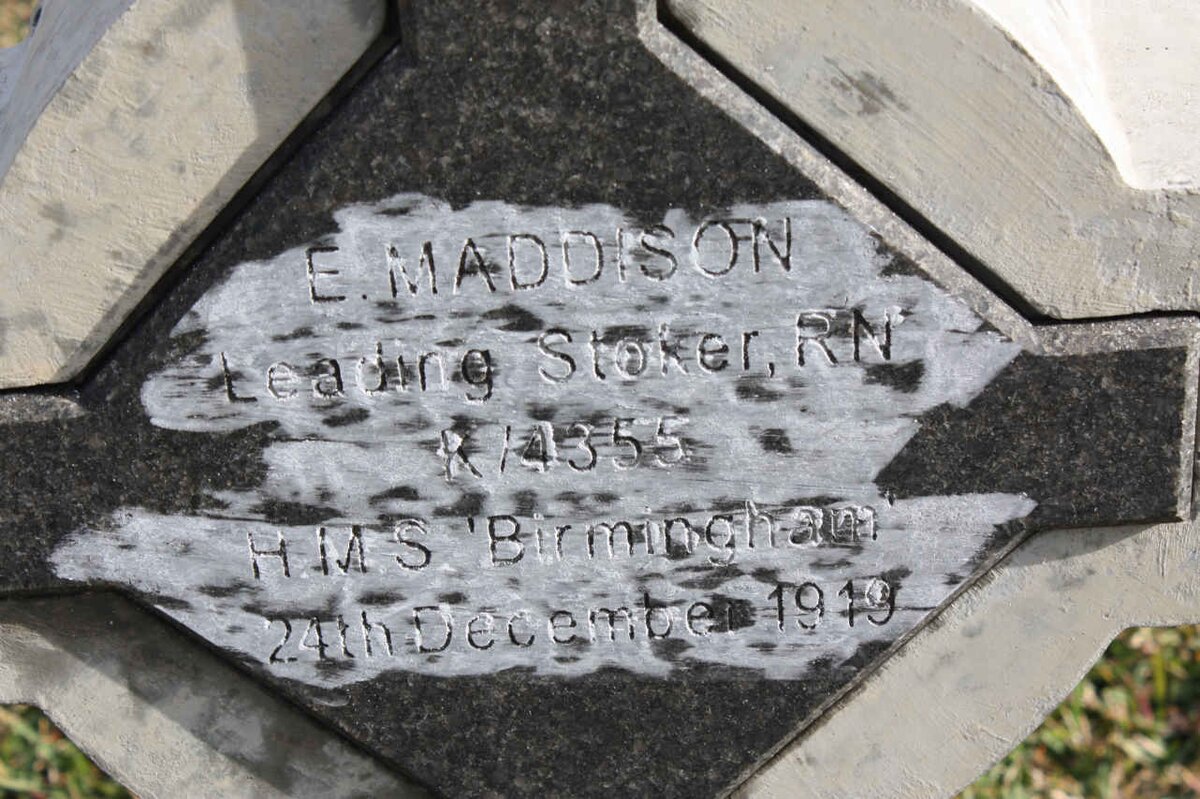 E. MADDISON
Leading Stoker, RN
K/4355
H.M.S 'Birmingham'
24th December 1919